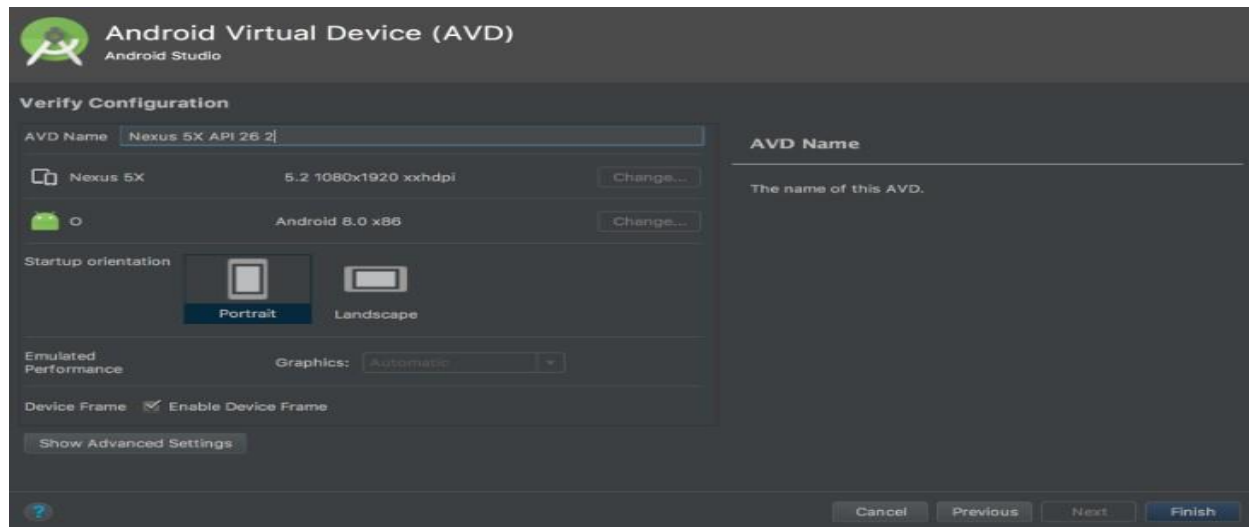 Android Virtual Device (AVD)
Android Studio
Verify Configuration
AVD Name Nexus 5X API 26 2
AVD Name
Nexus 5X 5.2 1080x1920 xxhdpi Change...
The name of this AVD.
O Android 8.0 x86 Change...
Startup orientation
Portrait Landscape
Emulated
Performance
Graphics: Automatic
Device Frame Enable Device Frame
Show Advanced Settings
? Cancel Previous Next Finish